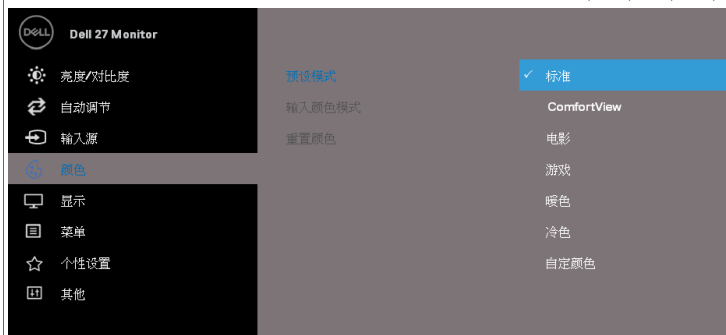 DELL Dell 27 Monitor
亮度/对比度 预设模式 ✓ 标准
自动调节 输入颜色模式 ComfortView
输入源 重置颜色 电影
颜色 游戏
显示 暖色
菜单 冷色
个性设置 自定颜色
其他